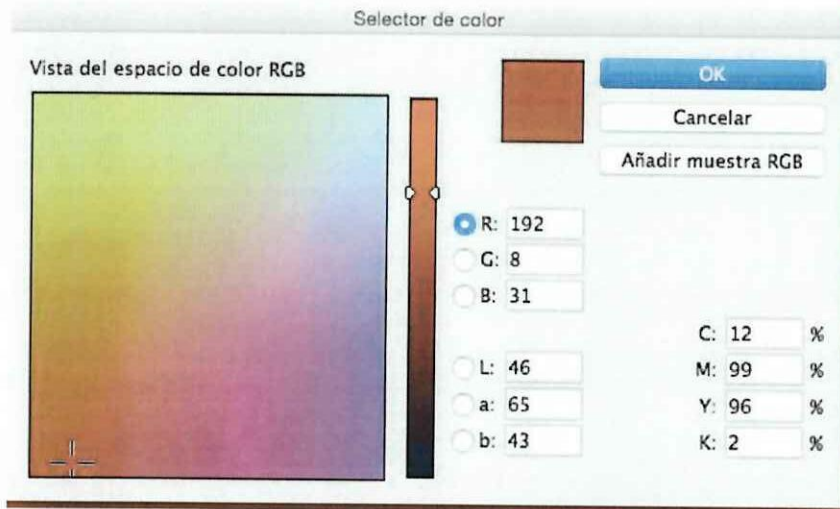 Selector de color
Vista del espacio de color RGB
OK
Cancelar
Añadir muestra RGB
R: 192
G: 8
B: 31
L: 46
a: 65
b: 43
C: 12 %
M: 99 %
Y: 96 %
K: 2 %